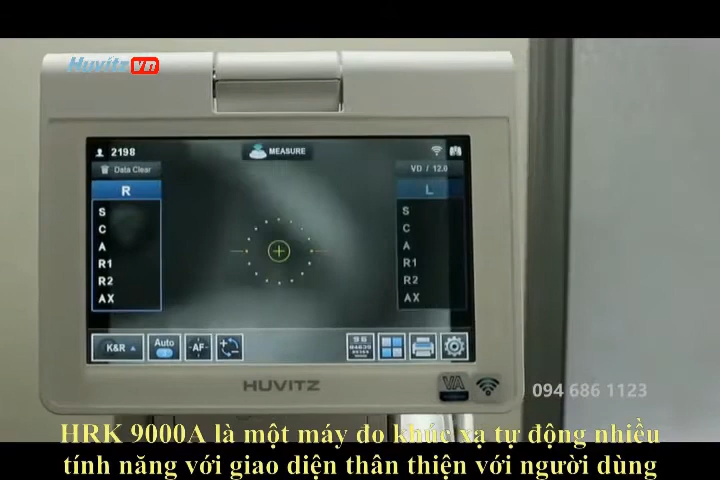 Huvitz vn
2198
MEASURE
Data Clear
VD / 12.0
R
L
S
C
A
R1
R2
AX
S
C
A
R1
R2
AX
K&R
Auto
AF
HUVITZ
VA
094 686 1123
HRK 9000A là một máy đo khúc xạ tự động nhiều
tính năng với giao diện thân thiện với người dùng